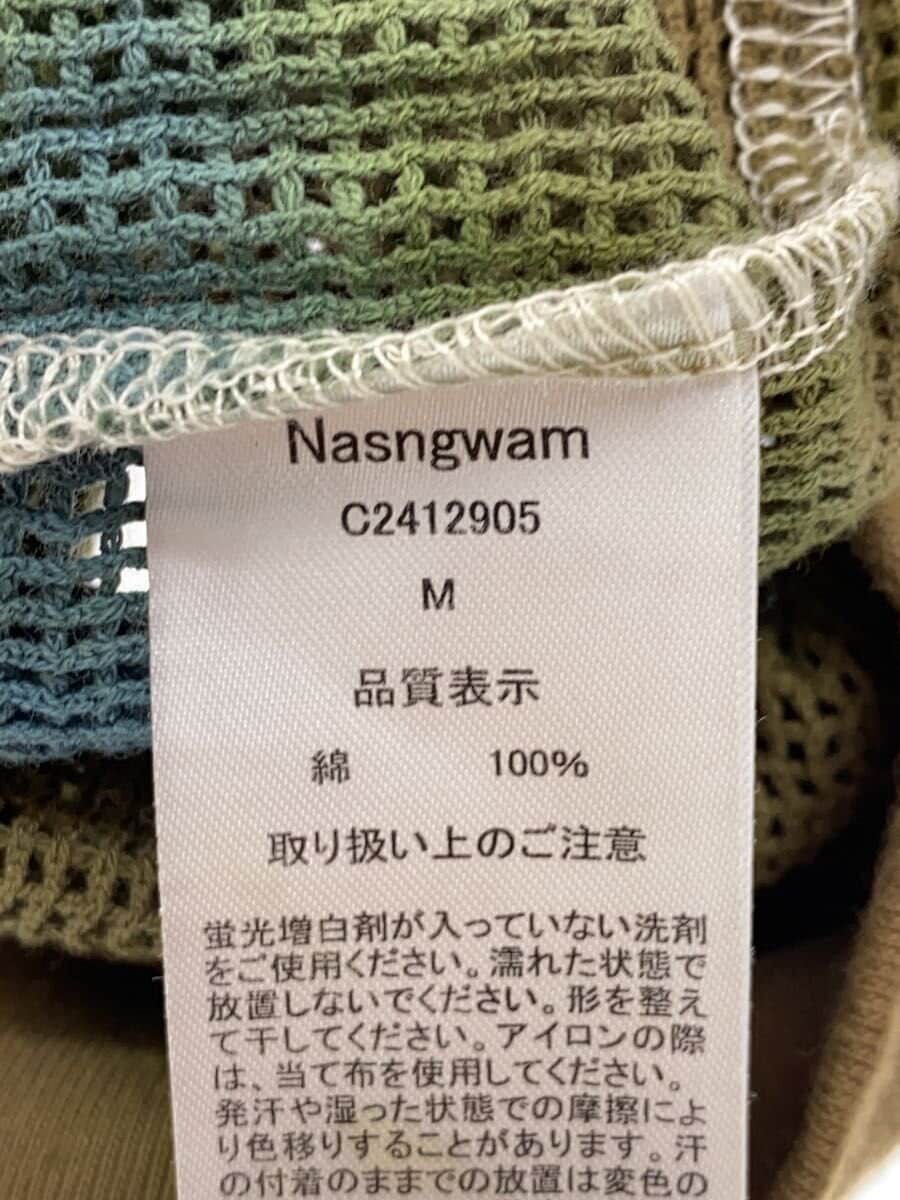 Nasngwam
C2412905
M
品質表示
綿 100%
取り扱い上のご注意
蛍光増白剤が入っていない洗剤
をご使用ください。濡れた状態で
放置しないでください。形を整え
て干してください。アイロンの際
は、当て布を使用してください。
発汗や湿った状態での摩擦によ
り色移りすることがあります。汗
の付着のままでの放置は変色の